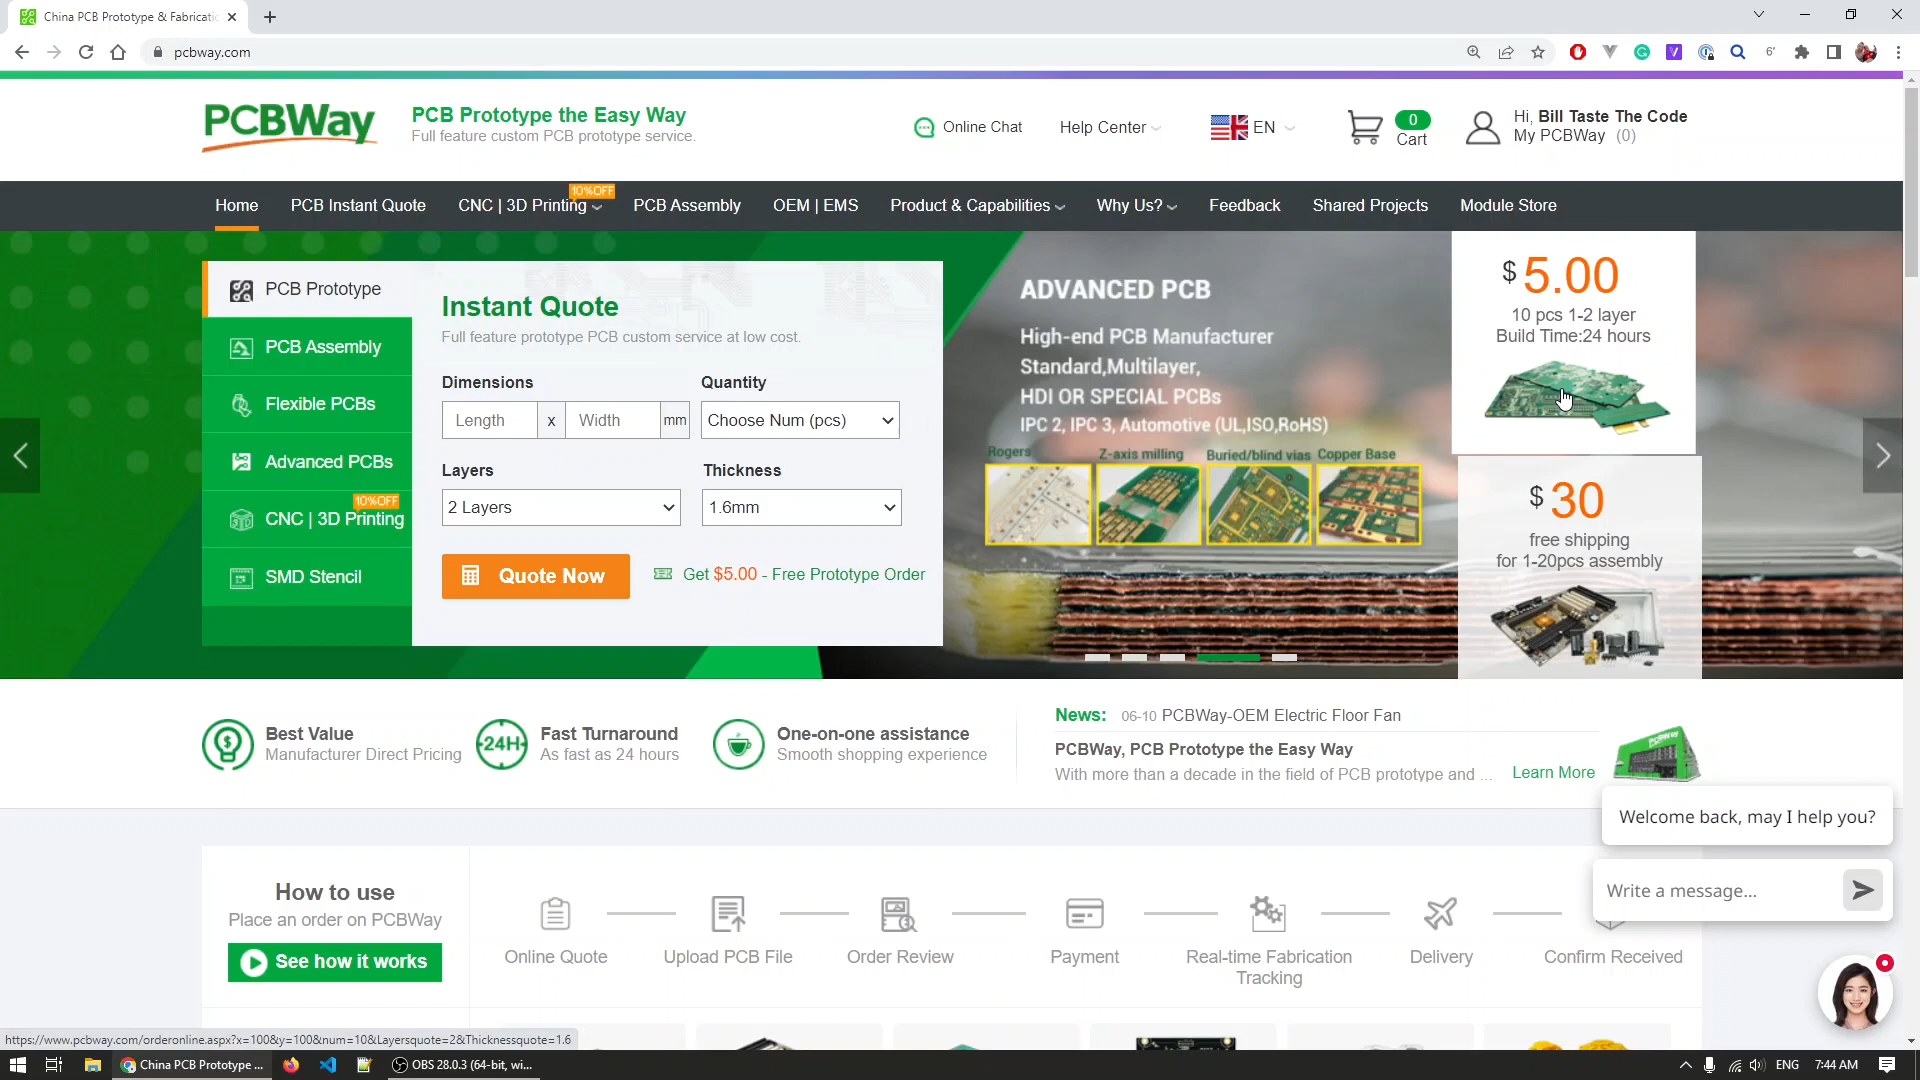 China PCB Prototype & Fabricatic
pcbway.com
6'
PCBWay
PCB Prototype the Easy Way
Full feature custom PCB prototype service.
Online Chat
Help Center
EN
0
Cart
Hi, Bill Taste The Code
My PCBWay (0)
Home
PCB Instant Quote
CNC | 3D Printing
10%OFF
PCB Assembly
OEM | EMS
Product & Capabilities
Why Us?
Feedback
Shared Projects
Module Store
PCB Prototype
PCB Assembly
Flexible PCBs
Advanced PCBs
10%OFF
CNC | 3D Printing
SMD Stencil
Instant Quote
Full feature prototype PCB custom service at low cost.
Dimensions
Quantity
Length x Width mm
Choose Num (pcs)
Layers
Thickness
2 Layers
1.6mm
Quote Now
Get $5.00 - Free Prototype Order
ADVANCED PCB
High-end PCB Manufacturer
Standard,Multilayer,
HDI OR SPECIAL PCBs
IPC 2, IPC 3, Automotive (UL,ISO,RoHS)
Rogers
Z-axis milling
Buried/blind vias
Copper Base
$ 5.00
10 pcs 1-2 layer
Build Time:24 hours
$ 30
free shipping
for 1-20pcs assembly
Best Value
Manufacturer Direct Pricing
24H
Fast Turnaround
As fast as 24 hours
One-on-one assistance
Smooth shopping experience
News: 06-10 PCBWay-OEM Electric Floor Fan
PCBWay, PCB Prototype the Easy Way
With more than a decade in the field of PCB prototype and ... Learn More
Welcome back, may I help you?
Write a message...
How to use
Place an order on PCBWay
See how it works
Online Quote
Upload PCB File
Order Review
Payment
Real-time Fabrication
Tracking
Delivery
Confirm Received
https://www.pcbway.com/orderonline.aspx?x=100&y=100&num=10&Layersquote=2&Thicknessquote=1.6
China PCB Prototype ...
OBS 28.0.3 (64-bit, wi...
ENG
7:44 AM